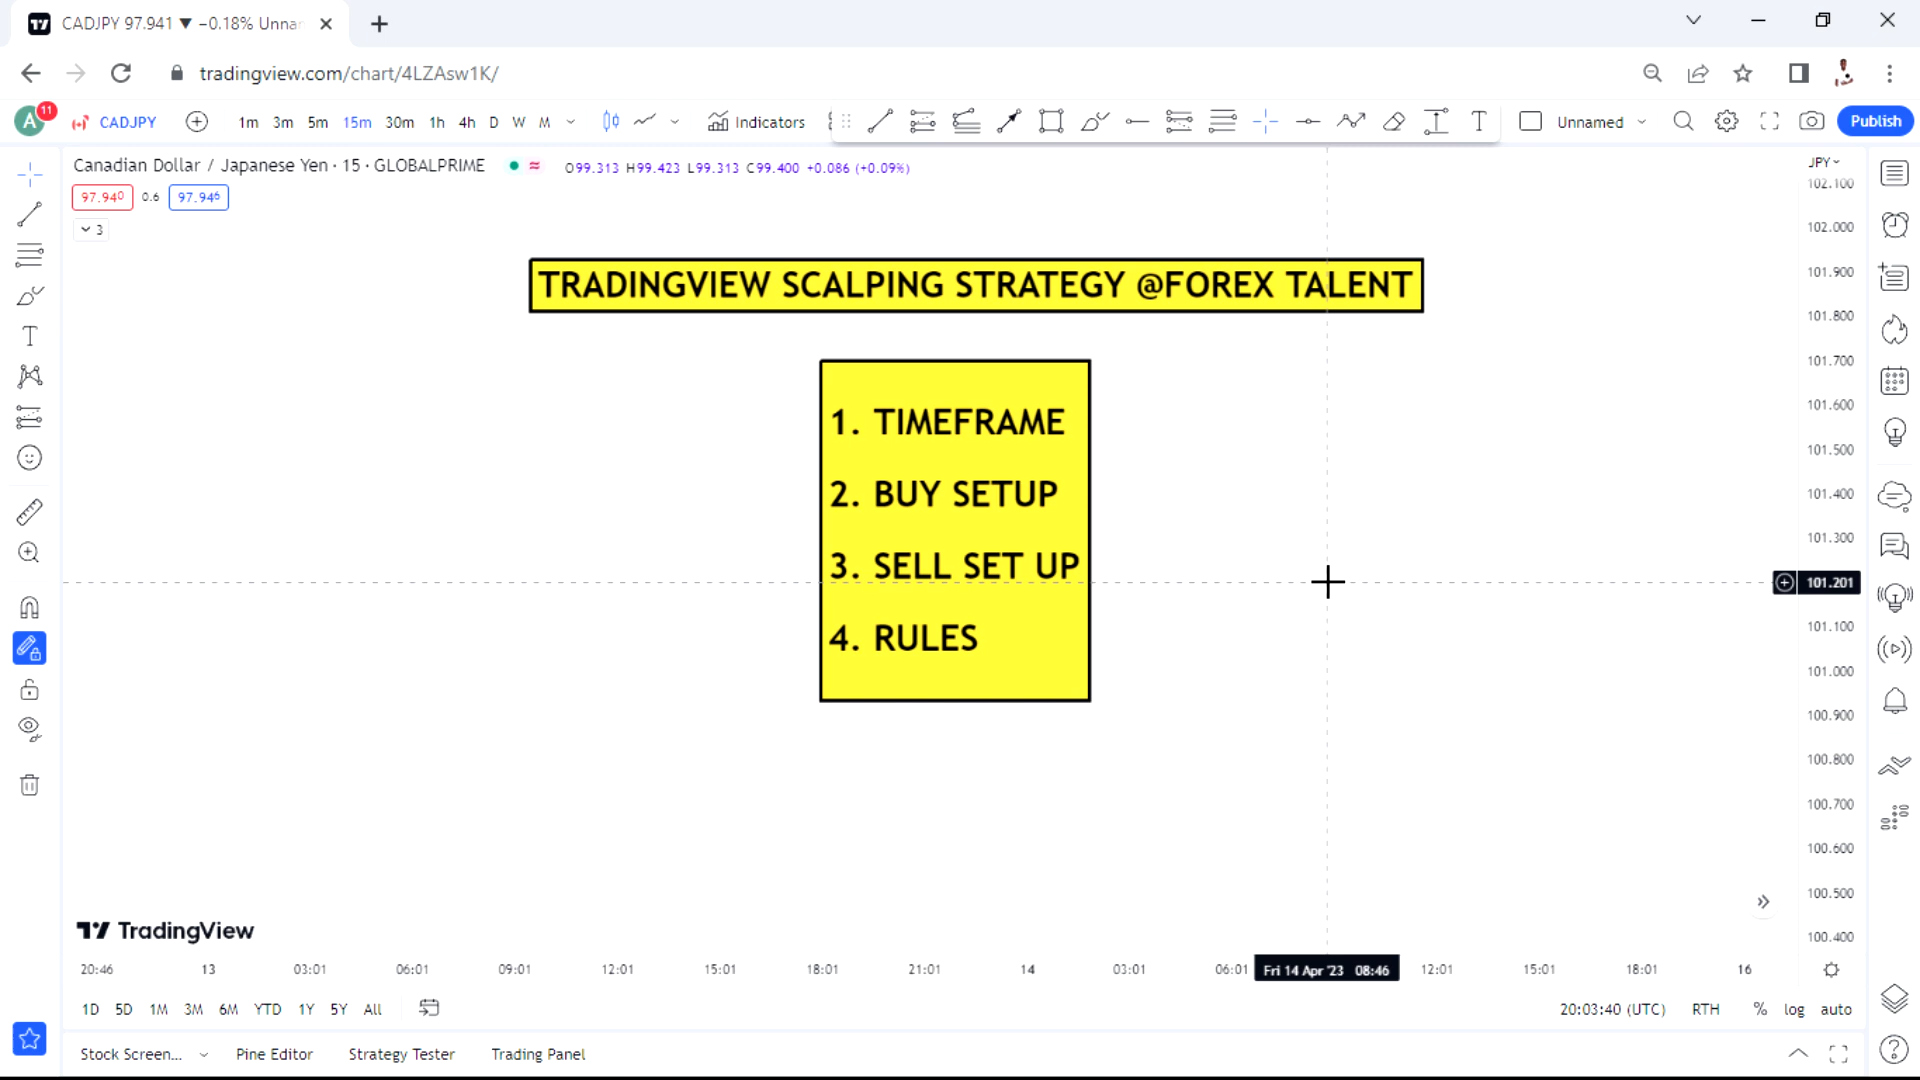 CADJPY 97.941 ▼ −0.18% Unna
tradingview.com/chart/4LZAsw1K/
A 11 CADJPY 1m 3m 5m 15m 30m 1h 4h D W M Indicators T Unnamed Publish
Canadian Dollar / Japanese Yen · 15 · GLOBALPRIME O99.313 H99.423 L99.313 C99.400 +0.086 (+0.09%)
JPY
97.940 0.6 97.946
3
TRADINGVIEW SCALPING STRATEGY @FOREX TALENT
1. TIMEFRAME
2. BUY SETUP
3. SELL SET UP
4. RULES
102.100
102.000
101.900
101.800
101.700
101.600
101.500
101.400
101.300
101.201
101.100
101.000
100.900
100.800
100.700
100.600
100.500
100.400
TradingView
20:46 13 03:01 06:01 09:01 12:01 15:01 18:01 21:01 14 03:01 06:01 Fri 14 Apr '23 08:46 12:01 15:01 18:01 16
1D 5D 1M 3M 6M YTD 1Y 5Y All 20:03:40 (UTC) RTH % log auto
Stock Screen... Pine Editor Strategy Tester Trading Panel